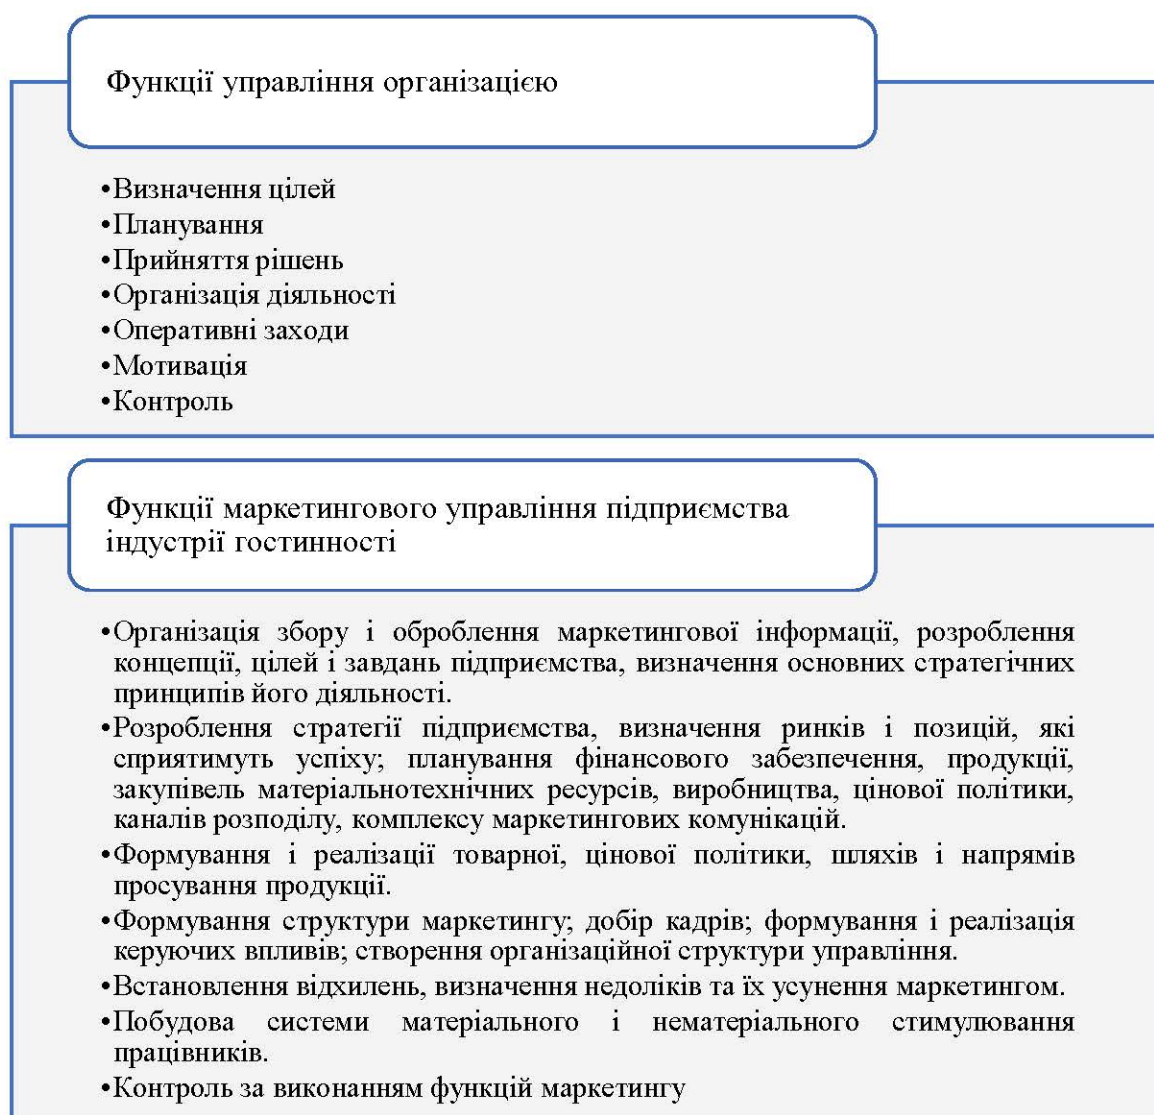 Функції управління організацією
•Визначення цілей
•Планування
•Прийняття рішень
•Організація діяльності
•Оперативні заходи
•Мотивація
•Контроль
Функції маркетингового управління підприємства
індустрії гостинності
•Організація збору і оброблення маркетингової інформації, розроблення
концепції, цілей і завдань підприємства, визначення основних стратегічних
принципів його діяльності.
•Розроблення стратегії підприємства, визначення ринків і позицій, які
сприятимуть успіху; планування фінансового забезпечення, продукції,
закупівель матеріальнотехнічних ресурсів, виробництва, цінової політики,
каналів розподілу, комплексу маркетингових комунікацій.
•Формування і реалізації товарної, цінової політики, шляхів і напрямів
просування продукції.
•Формування структури маркетингу; добір кадрів; формування і реалізація
керуючих впливів; створення організаційної структури управління.
•Встановлення відхилень, визначення недоліків та їх усунення маркетингом.
•Побудова системи матеріального і нематеріального стимулювання
працівників.
•Контроль за виконанням функцій маркетингу